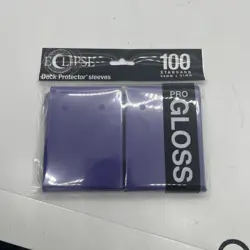 ECLIPSE
Deck Protector sleeves
100
STANDARD
PRO
GLOSS